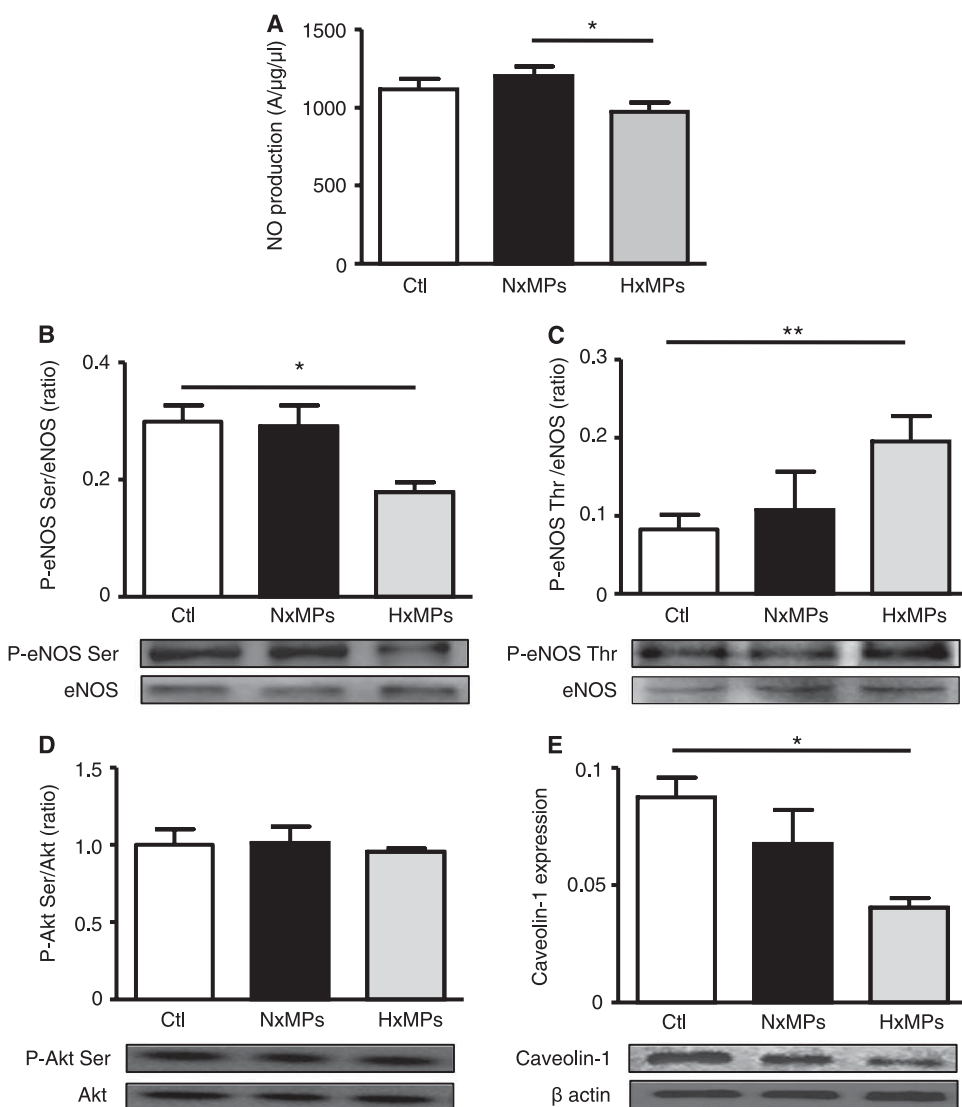 A
*
NO production (A/µg/µl)
1500
1000
500
0
Ctl NxMPs HxMPs
B
*
P-eNOS Ser/eNOS (ratio)
0.4
0.2
0
Ctl NxMPs HxMPs
P-eNOS Ser
eNOS
C
**
P-eNOS Thr /eNOS (ratio)
0.3
0.2
0.1
0
Ctl NxMPs HxMPs
P-eNOS Thr
eNOS
D
P-Akt Ser/Akt (ratio)
1.5
1.0
0.5
0
Ctl NxMPs HxMPs
P-Akt Ser
Akt
E
*
Caveolin-1 expression
0.1
0.05
0
Ctl NxMPs HxMPs
Caveolin-1
β actin